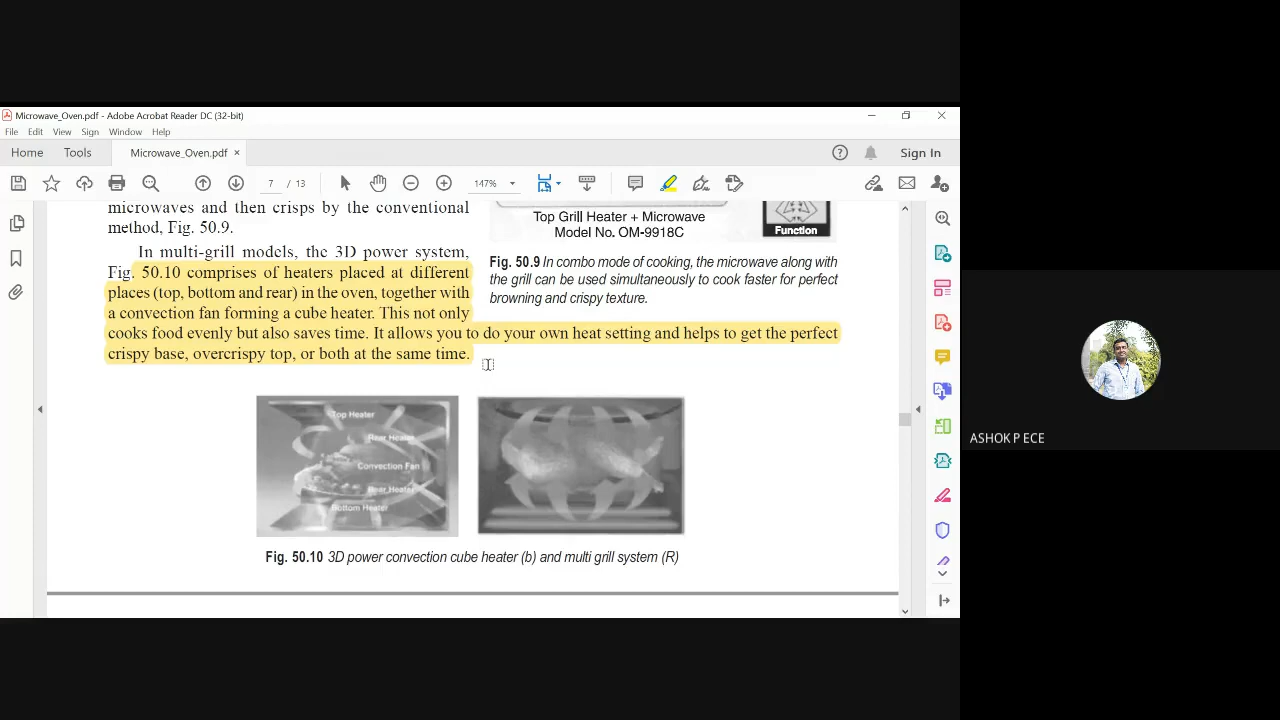 Microwave_Oven.pdf - Adobe Acrobat Reader DC (32-bit)
File Edit View Sign Window Help
Home Tools Microwave_Oven.pdf × Sign In
7 / 13 147%
microwaves and then crisps by the conventional
method, Fig. 50.9.
In multi-grill models, the 3D power system,
Fig. 50.10 comprises of heaters placed at different
places (top, bottom and rear) in the oven, together with
a convection fan forming a cube heater. This not only
cooks food evenly but also saves time. It allows you to do your own heat setting and helps to get the perfect
crispy base, overcrispy top, or both at the same time.
Top Grill Heater + Microwave
Model No. OM-9918C
Function
Fig. 50.9 In combo mode of cooking, the microwave along with
the grill can be used simultaneously to cook faster for perfect
browning and crispy texture.
Top Heater
Rear Heater
Convection Fan
Rear Heater
Bottom Heater
Fig. 50.10 3D power convection cube heater (b) and multi grill system (R)
ASHOK P ECE